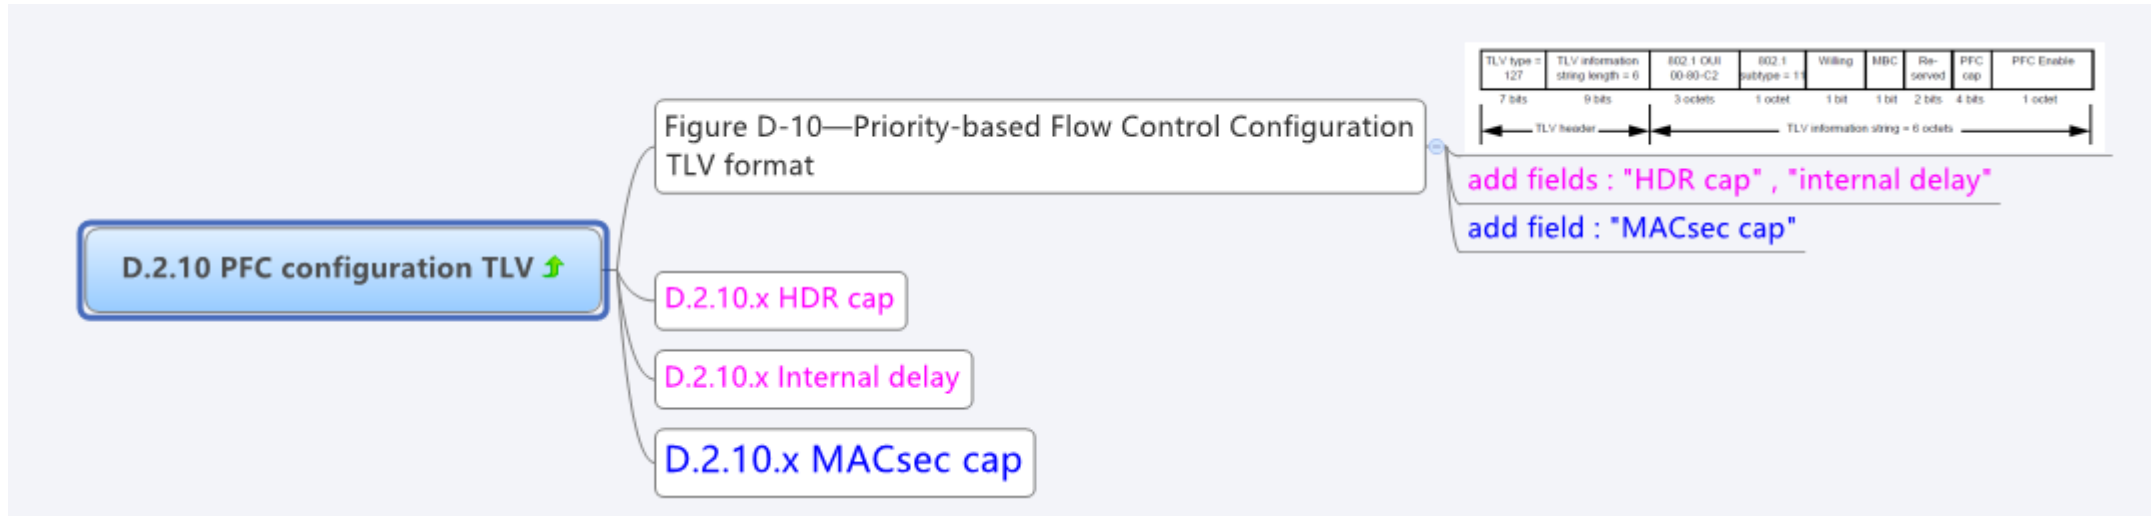 D.2.10 PFC configuration TLV
Figure D-10—Priority-based Flow Control Configuration
TLV format
TLV type = 127 TLV information string length = 6 802.1 OUI 00-80-C2 802.1 subtype = 11 Willing MBC Re-served PFC cap PFC Enable
7 bits 9 bits 3 octets 1 octet 1 bit 1 bit 2 bits 4 bits 1 octet
TLV header TLV information string = 6 octets
add fields : "HDR cap" , "internal delay"
add field : "MACsec cap"
D.2.10.x HDR cap
D.2.10.x Internal delay
D.2.10.x MACsec cap